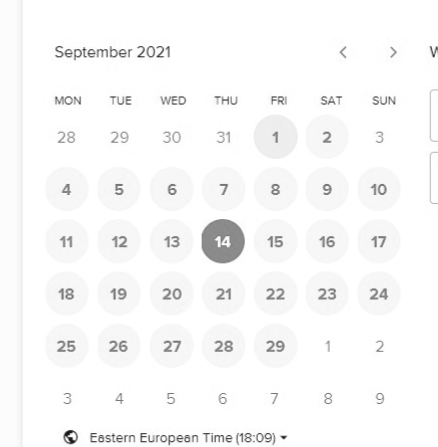 September 2021 < > W
MON TUE WED THU FRI SAT SUN
28 29 30 31 1 2 3
4 5 6 7 8 9 10
11 12 13 14 15 16 17
18 19 20 21 22 23 24
25 26 27 28 29 1 2
3 4 5 6 7 8 9
Eastern European Time (18:09)